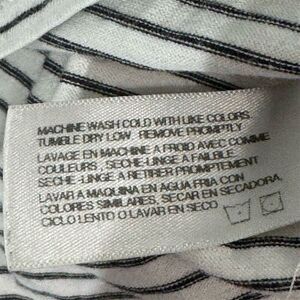 MACHINE WASH COLD WITH LIKE COLORS.
TUMBLE DRY LOW. REMOVE PROMPTLY
LAVAGE EN MACHINE A FROID AVEC COMME
COULEURS. SECHE-LINGE A FAIBLE.
SECHE-LINGE A RETIRER PROMPTEMENT
LAVAR A MAQUINA EN AGUA FRIA CON
COLORES SIMILARES, SECAR EN SECADORA
CICLO LENTO O LAVAR EN SECO